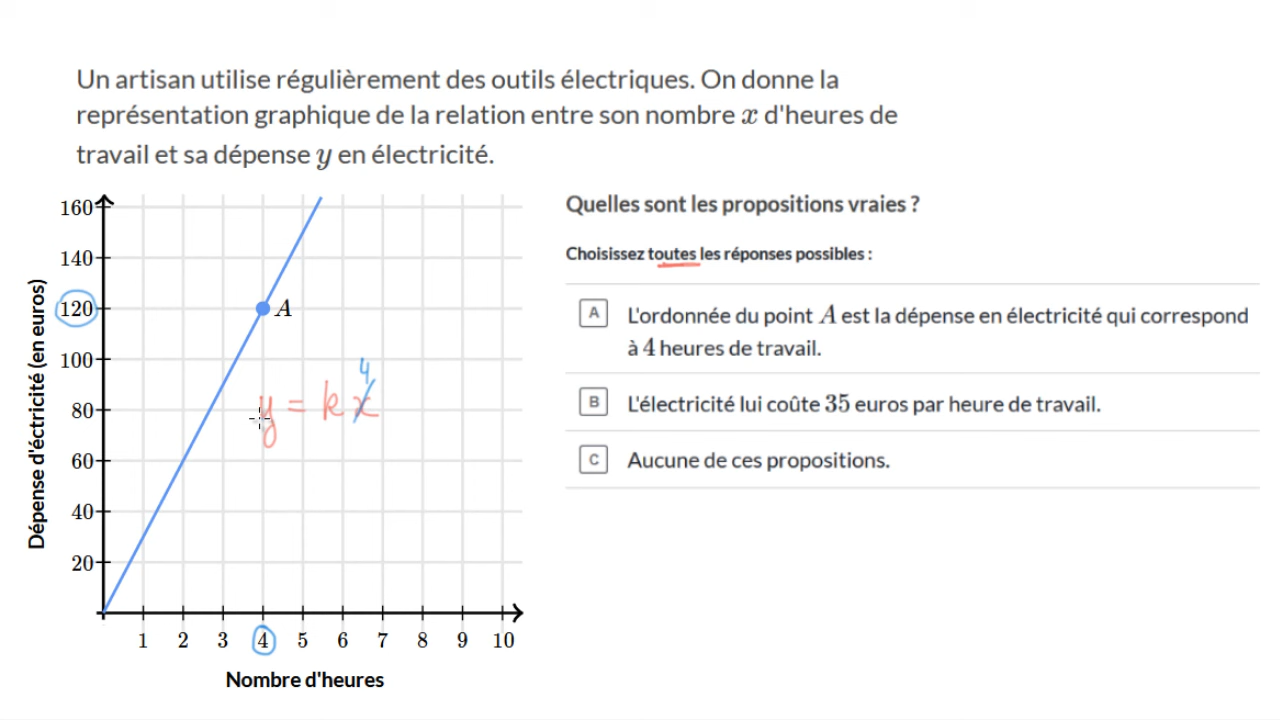 Un artisan utilise régulièrement des outils électriques. On donne la
représentation graphique de la relation entre son nombre x d'heures de
travail et sa dépense y en électricité.
Dépense d'éctricité (en euros)
160
140
120
100
80
60
40
20
A
y = k x
4
1 2 3 4 5 6 7 8 9 10
Nombre d'heures
Quelles sont les propositions vraies ?
Choisissez toutes les réponses possibles :
A L'ordonnée du point A est la dépense en électricité qui correspond
à 4 heures de travail.
B L'électricité lui coûte 35 euros par heure de travail.
C Aucune de ces propositions.